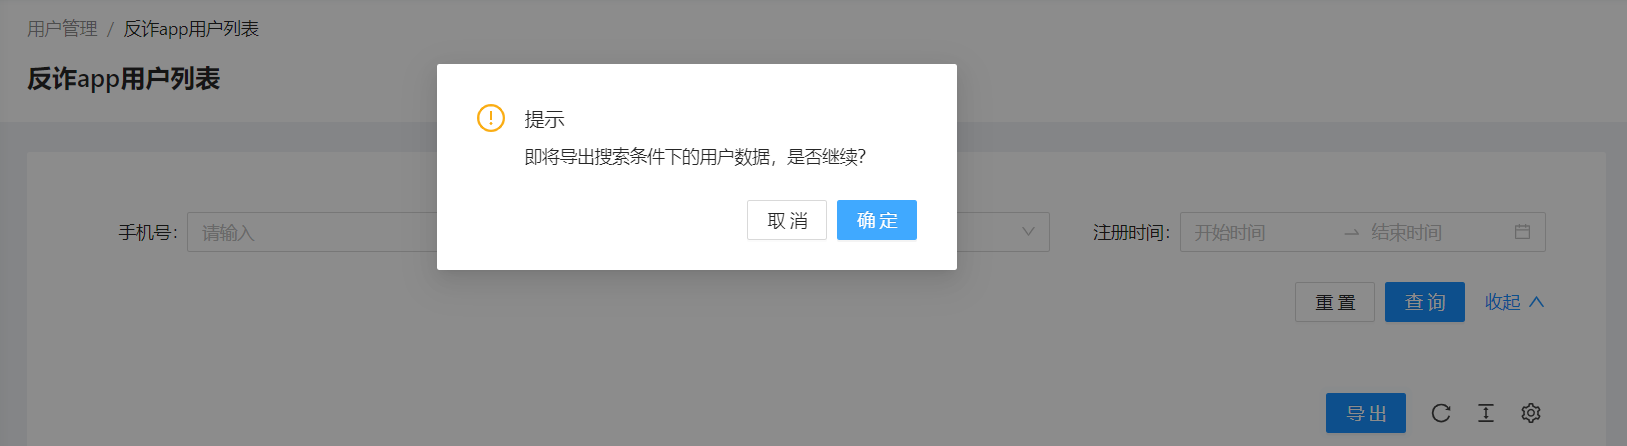 用户管理 / 反诈app用户列表
反诈app用户列表
提示
即将导出搜索条件下的用户数据，是否继续?
取消 确定
手机号: 请输入
注册时间: 开始时间 → 结束时间
重置 查询 收起
导出